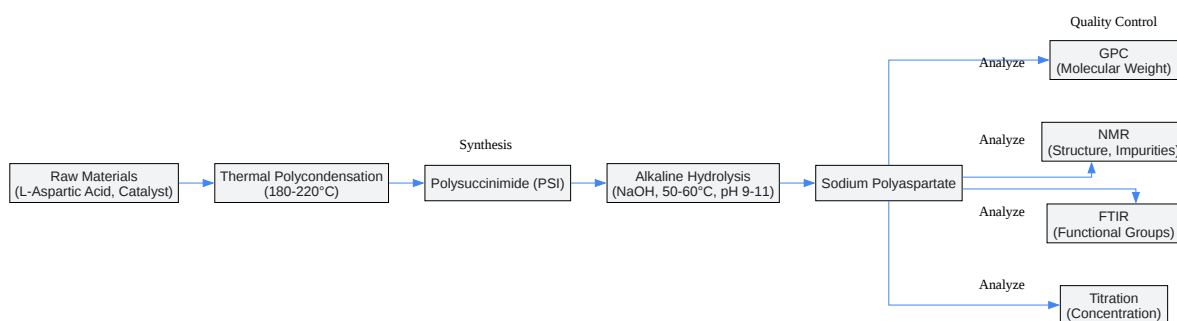 Quality Control
GPC
(Molecular Weight)
Analyze
NMR
(Structure, Impurities)
Analyze
Synthesis
Raw Materials
(L-Aspartic Acid, Catalyst)
Thermal Polycondensation
(180-220°C)
Polysuccinimide (PSI)
Alkaline Hydrolysis
(NaOH, 50-60°C, pH 9-11)
Sodium Polyaspartate
Analyze
FTIR
(Functional Groups)
Analyze
Titration
(Concentration)